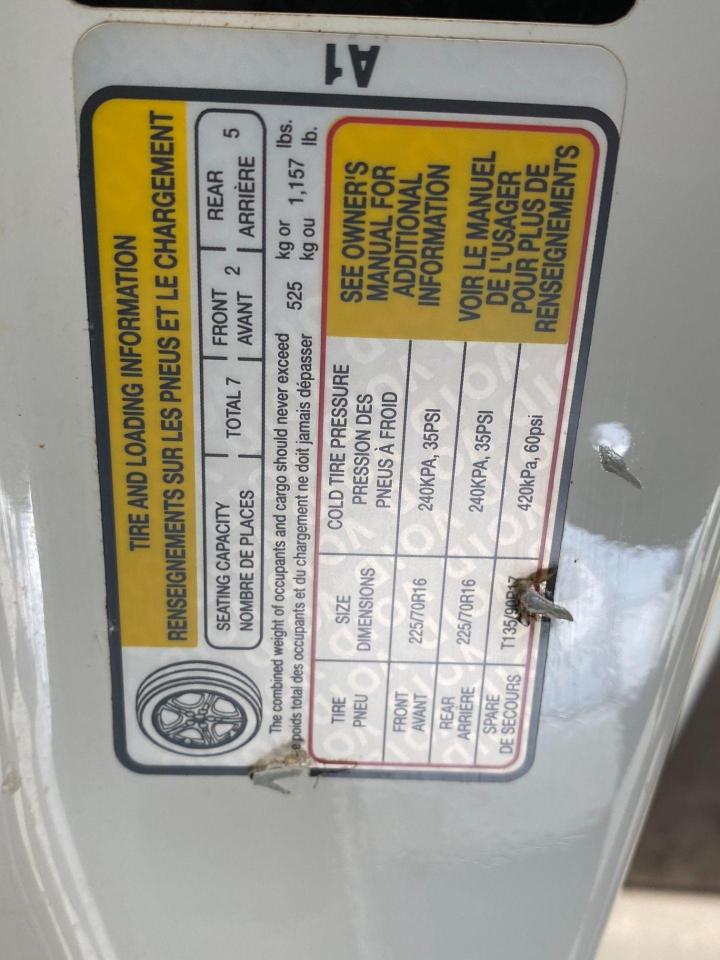 A1
TIRE AND LOADING INFORMATION
RENSEIGNEMENTS SUR LES PNEUS ET LE CHARGEMENT
SEATING CAPACITY
NOMBRE DE PLACES
TOTAL 7
FRONT
AVANT 2
REAR
ARRIÈRE 5
The combined weight of occupants and cargo should never exceed 525 kg or 1,157 lbs.
poids total des occupants et du chargement ne doit jamais dépasser kg ou lb.
TIRE
PNEU
SIZE
DIMENSIONS
COLD TIRE PRESSURE
PRESSION DES
PNEUS À FROID
FRONT
AVANT
225/70R16
240KPA, 35PSI
REAR
ARRIÈRE
225/70R16
240KPA, 35PSI
SPARE
DE SECOURS
420kPa, 60psi
SEE OWNER'S
MANUAL FOR
ADDITIONAL
INFORMATION
VOIR LE MANUEL
DE L'USAGER
POUR PLUS DE
RENSEIGNEMENTS